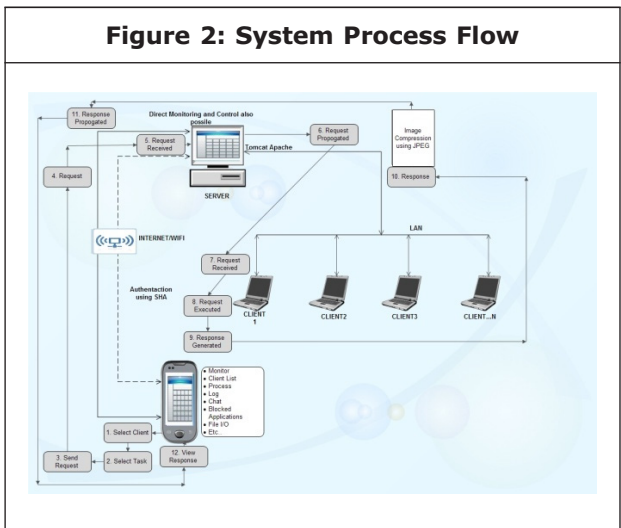 Figure 2: System Process Flow
11. Response
Propogated
Direct Monitoring and Control also
possile
5. Request
Received
6. Request
Propogated
Image
Compression
using JPEG
Tomcat Apache
4. Request
10. Response
SERVER
LAN
INTERNET/WIFI
7. Request
Received
Authentaction
using SHA
8. Request
Executed
CLIENT
1
CLIENT2
CLIENT3
CLIENT...N
9. Response
Generated
• Monitor
• Client List
• Process
• Log
• Chat
• Blocked
Applications
• File I/O
• Etc..
1. Select Client
3. Send
Request
2. Select Task
12. View
Response